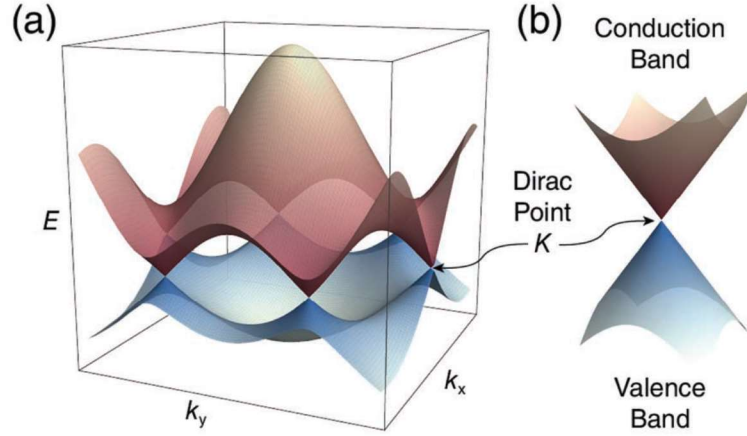 (a)
E
k_y
k_x
(b)
Conduction
Band
Dirac
Point
K
Valence
Band